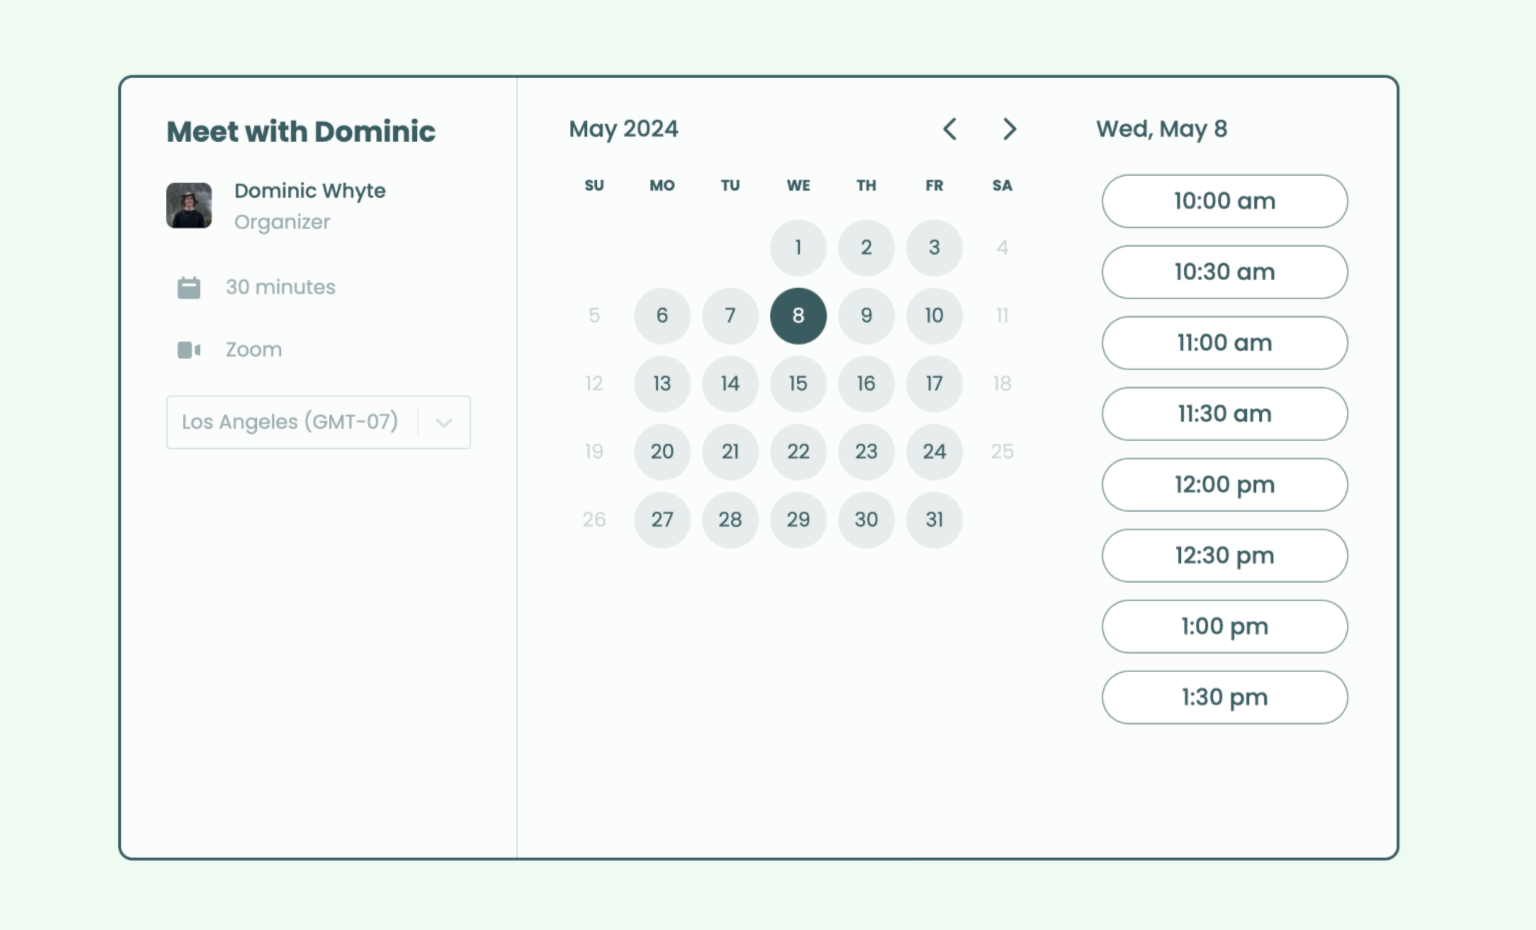 Meet with Dominic
Dominic Whyte
Organizer
30 minutes
Zoom
Los Angeles (GMT-07)
May 2024
SU MO TU WE TH FR SA
1 2 3 4
5 6 7 8 9 10 11
12 13 14 15 16 17 18
19 20 21 22 23 24 25
26 27 28 29 30 31
Wed, May 8
10:00 am
10:30 am
11:00 am
11:30 am
12:00 pm
12:30 pm
1:00 pm
1:30 pm